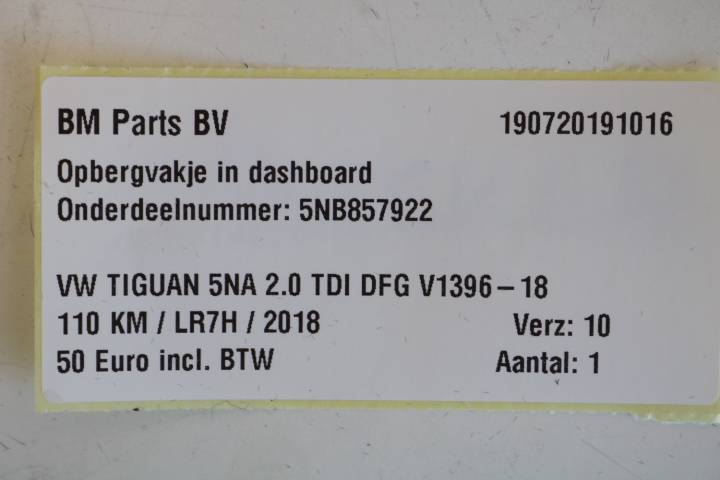 BM Parts BV 190720191016
Opbergvakje in dashboard
Onderdeelnummer: 5NB857922
VW TIGUAN 5NA 2.0 TDI DFG V1396-18
110 KM / LR7H / 2018 Verz: 10
50 Euro incl. BTW Aantal: 1